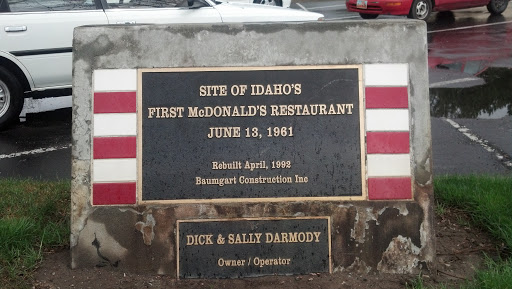 SITE OF IDAHO'S
FIRST McDONALD'S RESTAURANT
JUNE 13, 1961
Rebuilt April, 1992
Baumgart Construction Inc
DICK & SALLY DARMODY
Owner / Operator